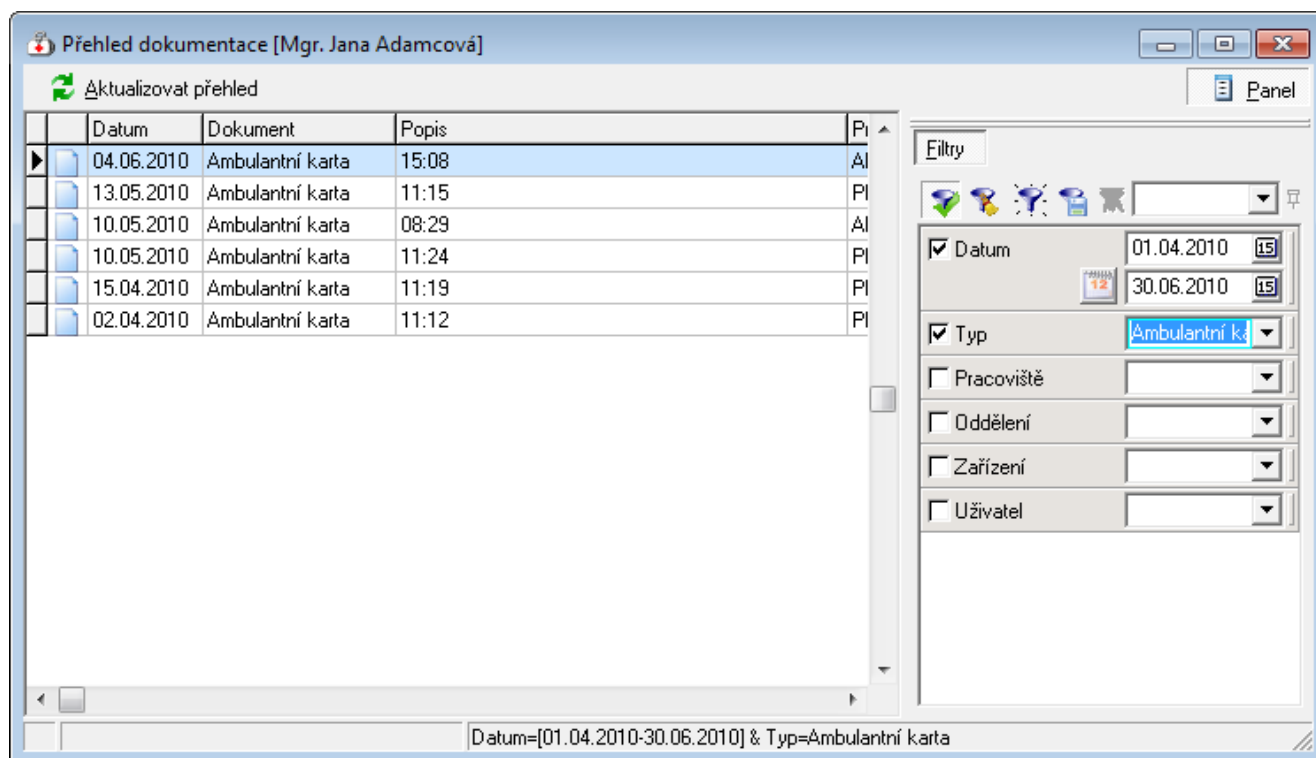 Přehled dokumentace [Mgr. Jana Adamcová]
Aktualizovat přehled
Panel
Datum Dokument Popis
04.06.2010 Ambulantní karta 15:08
13.05.2010 Ambulantní karta 11:15
10.05.2010 Ambulantní karta 08:29
10.05.2010 Ambulantní karta 11:24
15.04.2010 Ambulantní karta 11:19
02.04.2010 Ambulantní karta 11:12
Filtry
Datum 01.04.2010 15
12 30.06.2010 15
Typ Ambulantní
Pracoviště
Oddělení
Zařízení
Uživatel
Datum=[01.04.2010-30.06.2010] & Typ=Ambulantní karta